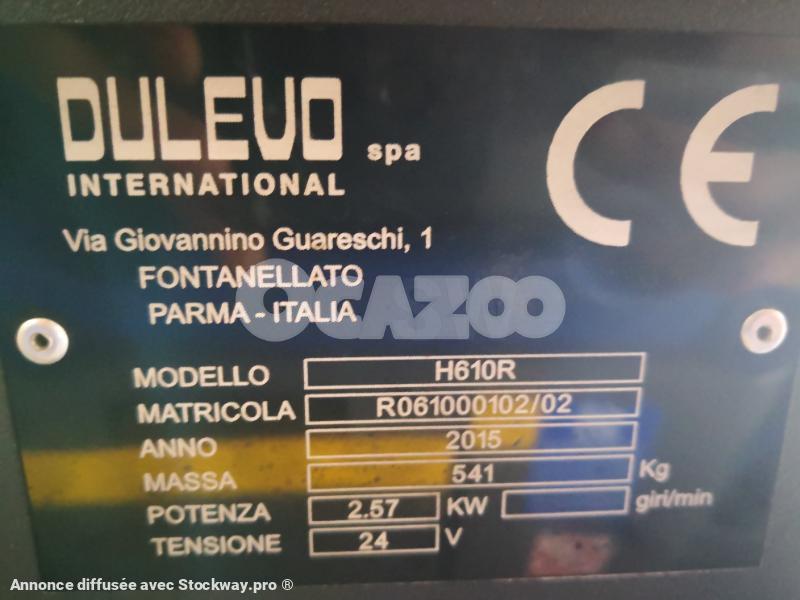 DULEVO spa
INTERNATIONAL
CE
Via Giovannino Guareschi, 1
FONTANELLATO
PARMA - ITALIA
OCAZOO
MODELLO H610R
MATRICOLA R061000102/02
ANNO 2015
MASSA 541 Kg
POTENZA 2.57 KW giri/min
TENSIONE 24 V
Annonce diffusée avec Stockway.pro ®